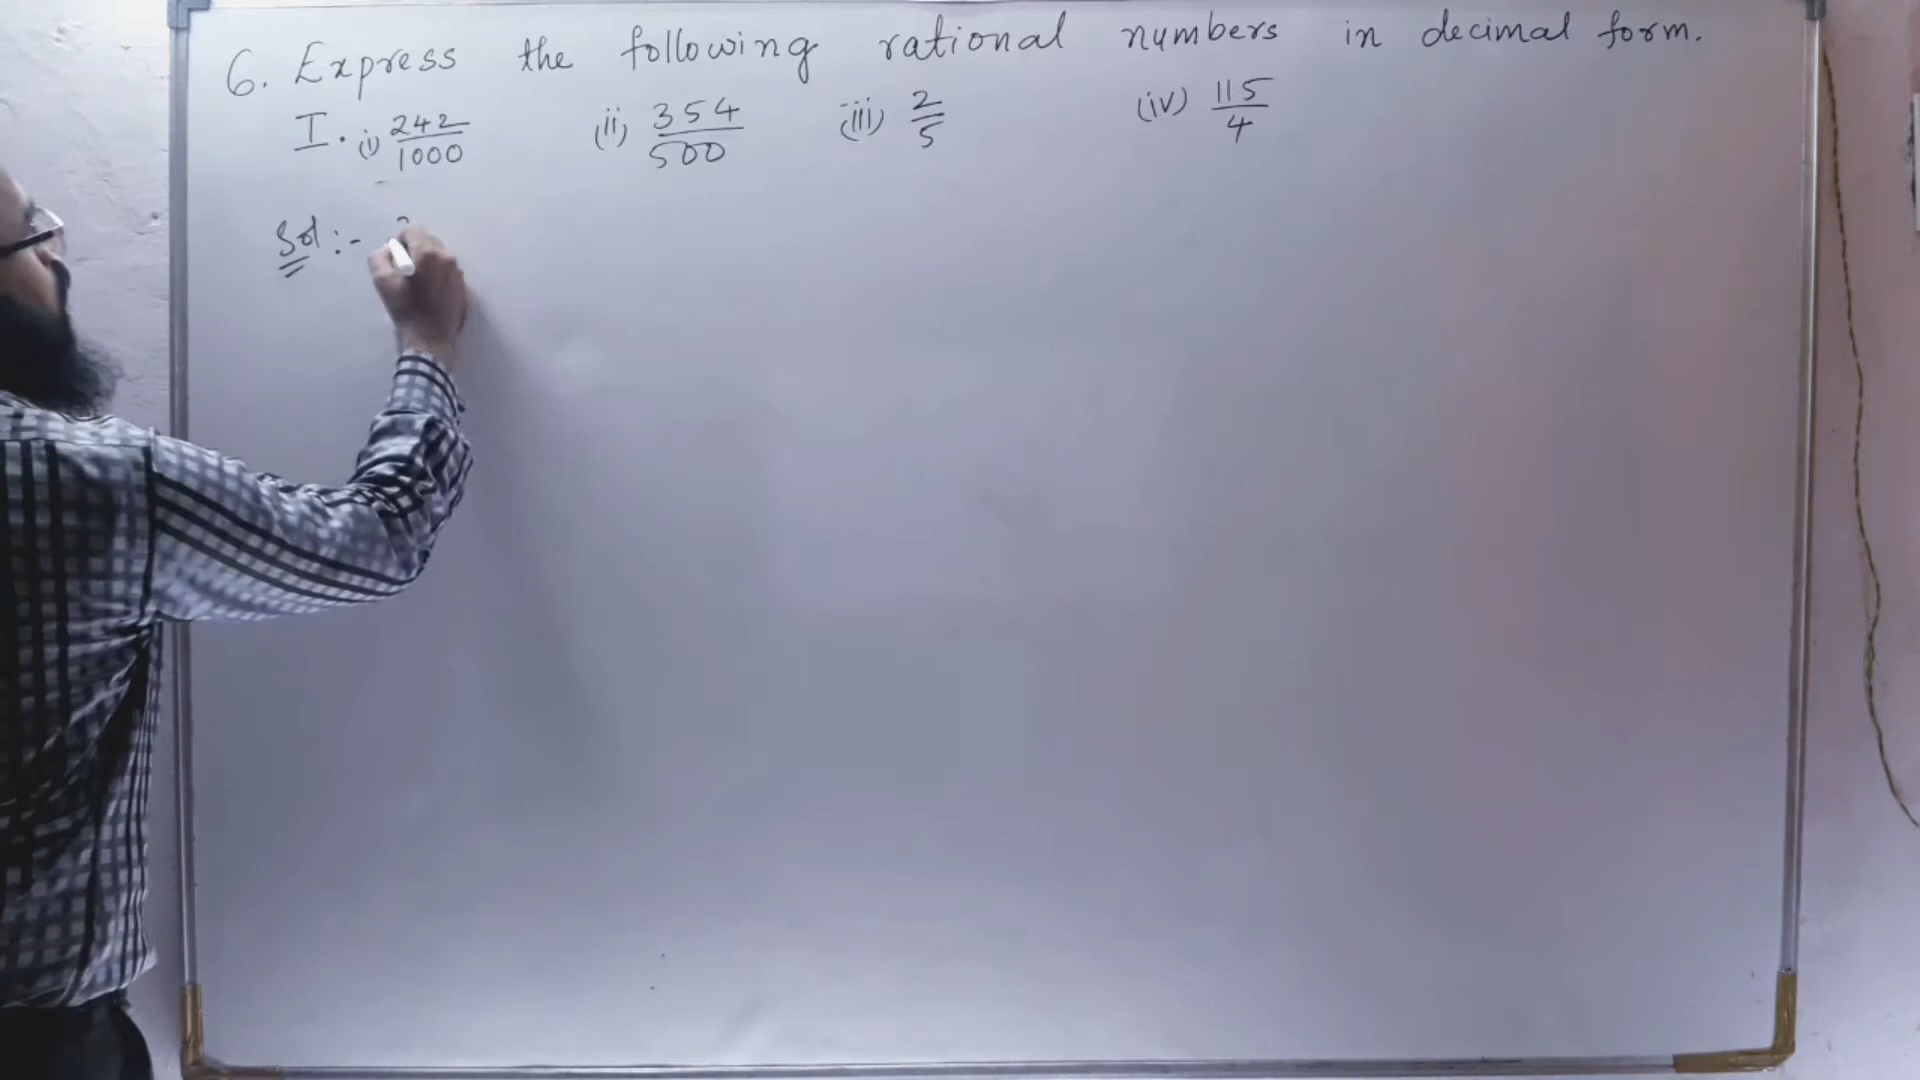 6. Express the following rational numbers in decimal form.
I. (i) 242/1000 (ii) 354/500 (iii) 2/5 (iv) 115/4
Sol :-